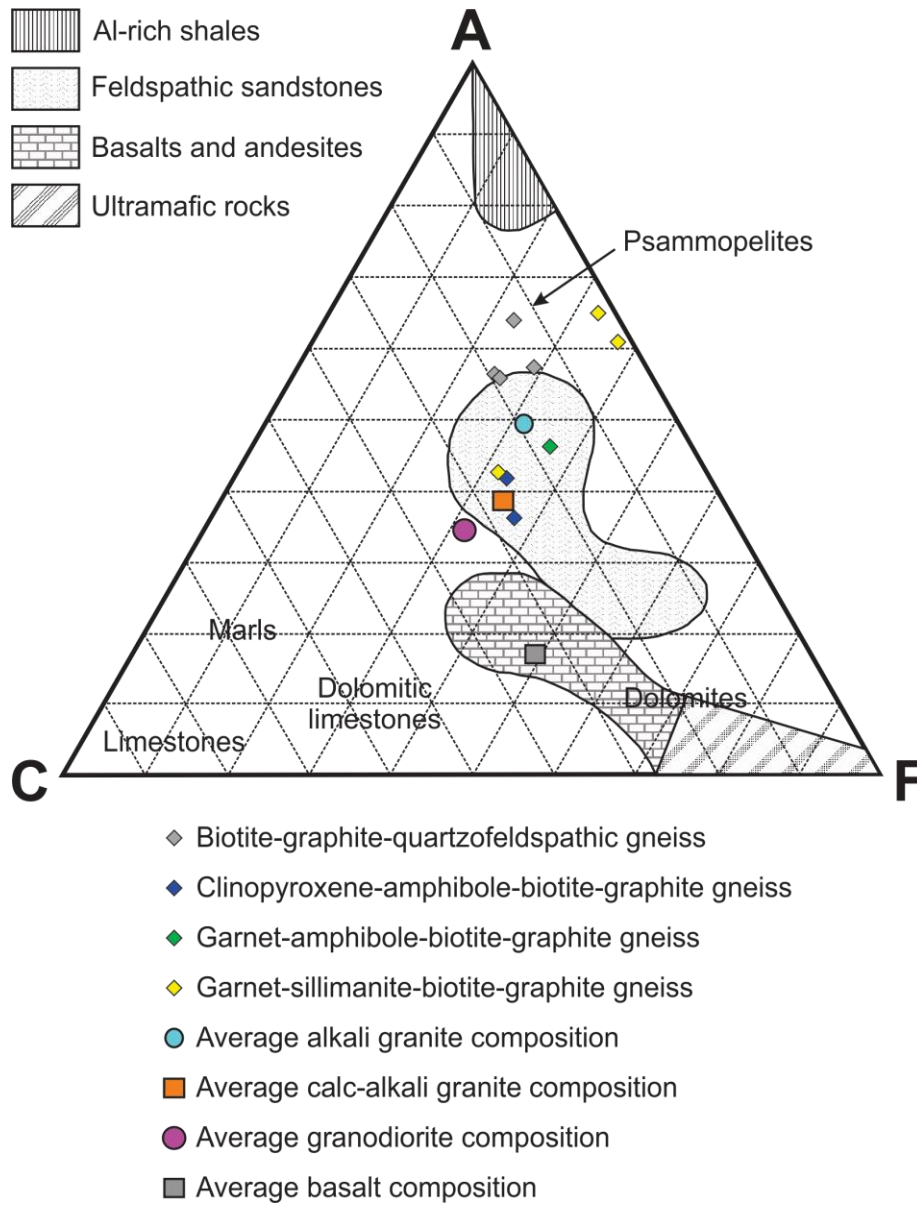 Al-rich shales
Feldspathic sandstones
Basalts and andesites
Ultramafic rocks
A
Psammopelites
Marls
Dolomitic
limestones
Dolomites
Limestones
C
F
Biotite-graphite-quartzofeldspathic gneiss
Clinopyroxene-amphibole-biotite-graphite gneiss
Garnet-amphibole-biotite-graphite gneiss
Garnet-sillimanite-biotite-graphite gneiss
Average alkali granite composition
Average calc-alkali granite composition
Average granodiorite composition
Average basalt composition